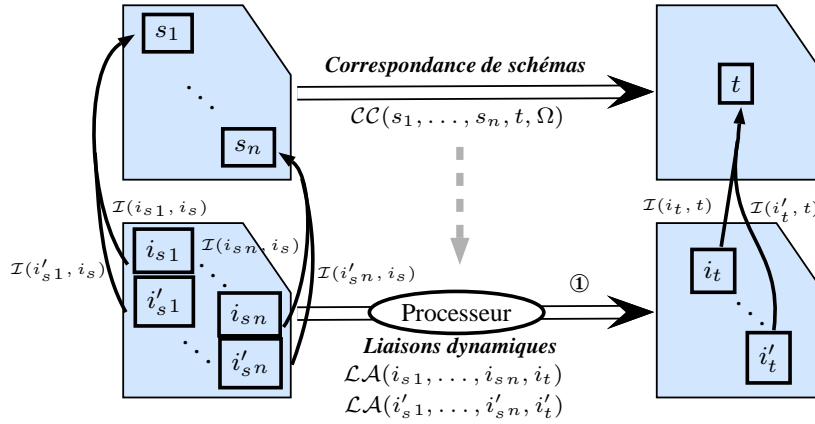 s₁
. . .
sₙ
Correspondance de schémas
𝒞𝒞(s₁, . . . , sₙ, t, Ω)
t
ℐ(iₛ₁, iₛ)
ℐ(i′ₛ₁, iₛ)
ℐ(iₛₙ, iₛ)
ℐ(i′ₛₙ, iₛ)
ℐ(iₜ, t)
ℐ(i′ₜ, t)
iₛ₁
i′ₛ₁
. . .
. . .
iₛₙ
i′ₛₙ
①
Processeur
Liaisons dynamiques
ℒ𝒜(iₛ₁, . . . , iₛₙ, iₜ)
ℒ𝒜(i′ₛ₁, . . . , i′ₛₙ, i′ₜ)
iₜ
. . .
i′ₜ